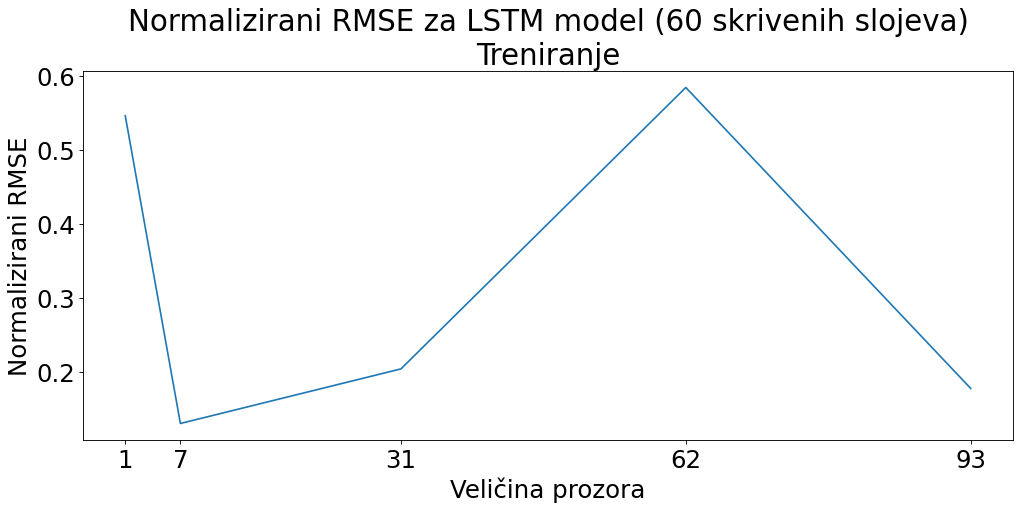 Normalizirani RMSE za LSTM model (60 skrivenih slojeva)
Treniranje
Normalizirani RMSE
0.6
0.5
0.4
0.3
0.2
1 7 31 62 93
Veličina prozora